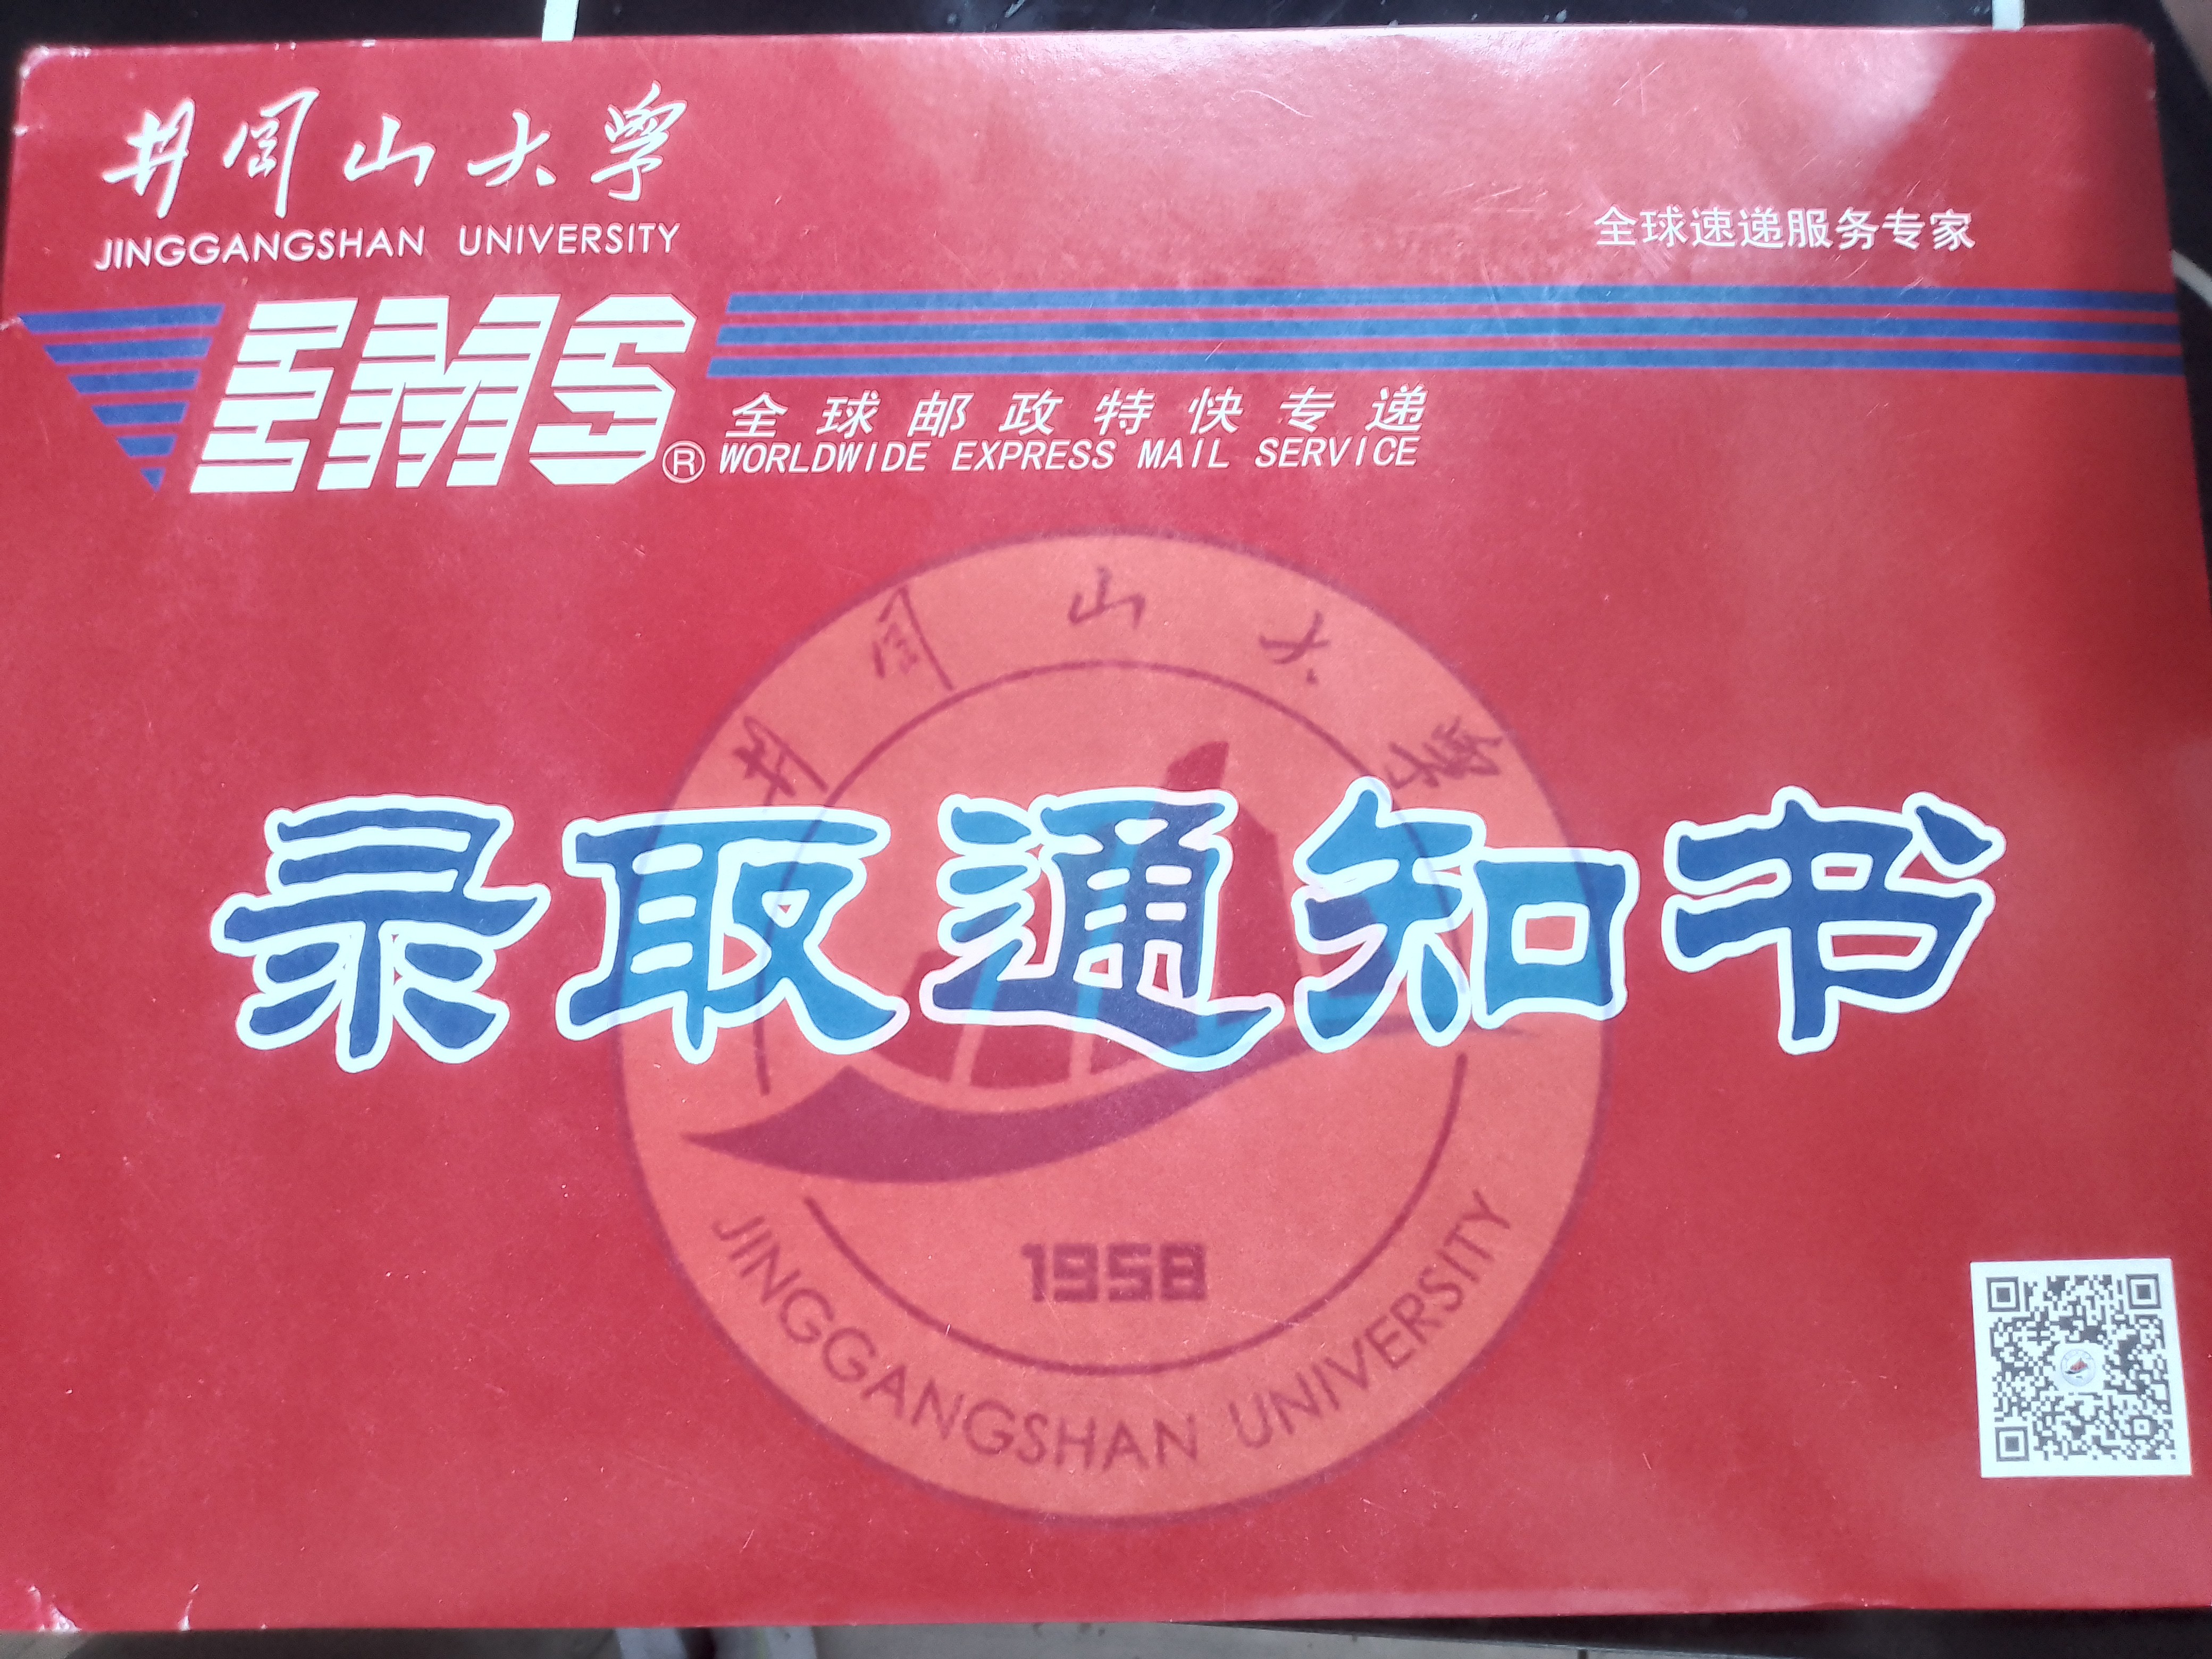 井冈山大学
JINGGANGSHAN UNIVERSITY
全球速递服务专家
EMS®
全球邮政特快专递
WORLDWIDE EXPRESS MAIL SERVICE
井冈山大学
录取通知书
1958
JINGGANGSHAN UNIVERSITY